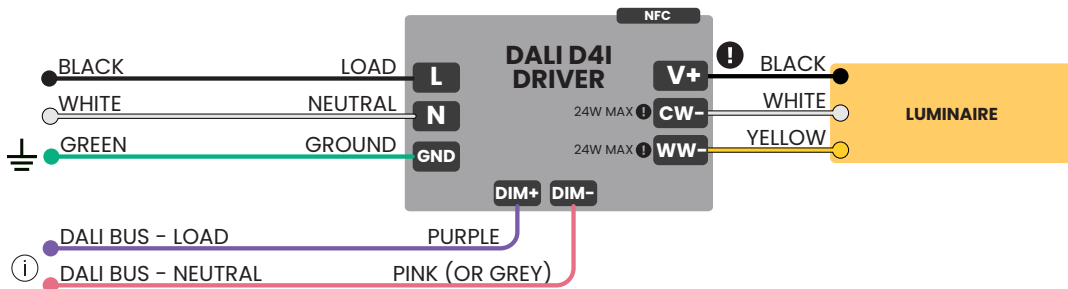 NFC
DALI D4I
DRIVER
BLACK LOAD L
WHITE NEUTRAL N
GREEN GROUND GND
V+ ! BLACK
24W MAX ! CW- WHITE
24W MAX ! WW- YELLOW
LUMINAIRE
DIM+ DIM-
DALI BUS - LOAD PURPLE
i DALI BUS - NEUTRAL PINK (OR GREY)